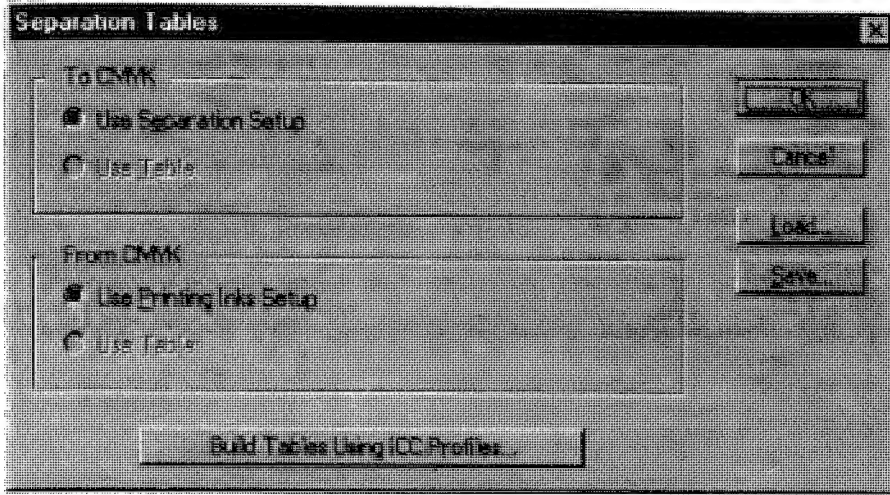 Separation Tables
To CMYK
Use Separation Setup
Use Table
From CMYK
Use Printing Inks Setup
Use Table
OK
Cancel
Load...
Save...
Build Tables Using ICC Profiles...